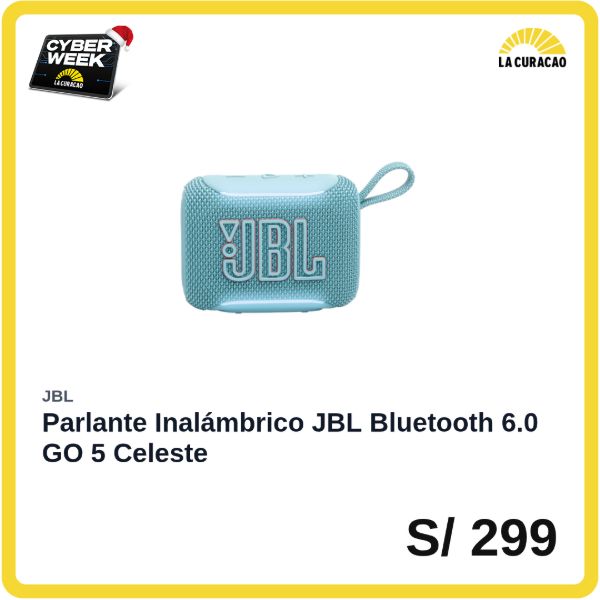 CYBER
WEEK
LA CURACAO
LA CURACAO
JBL
JBL
Parlante Inalámbrico JBL Bluetooth 6.0
GO 5 Celeste
S/ 299